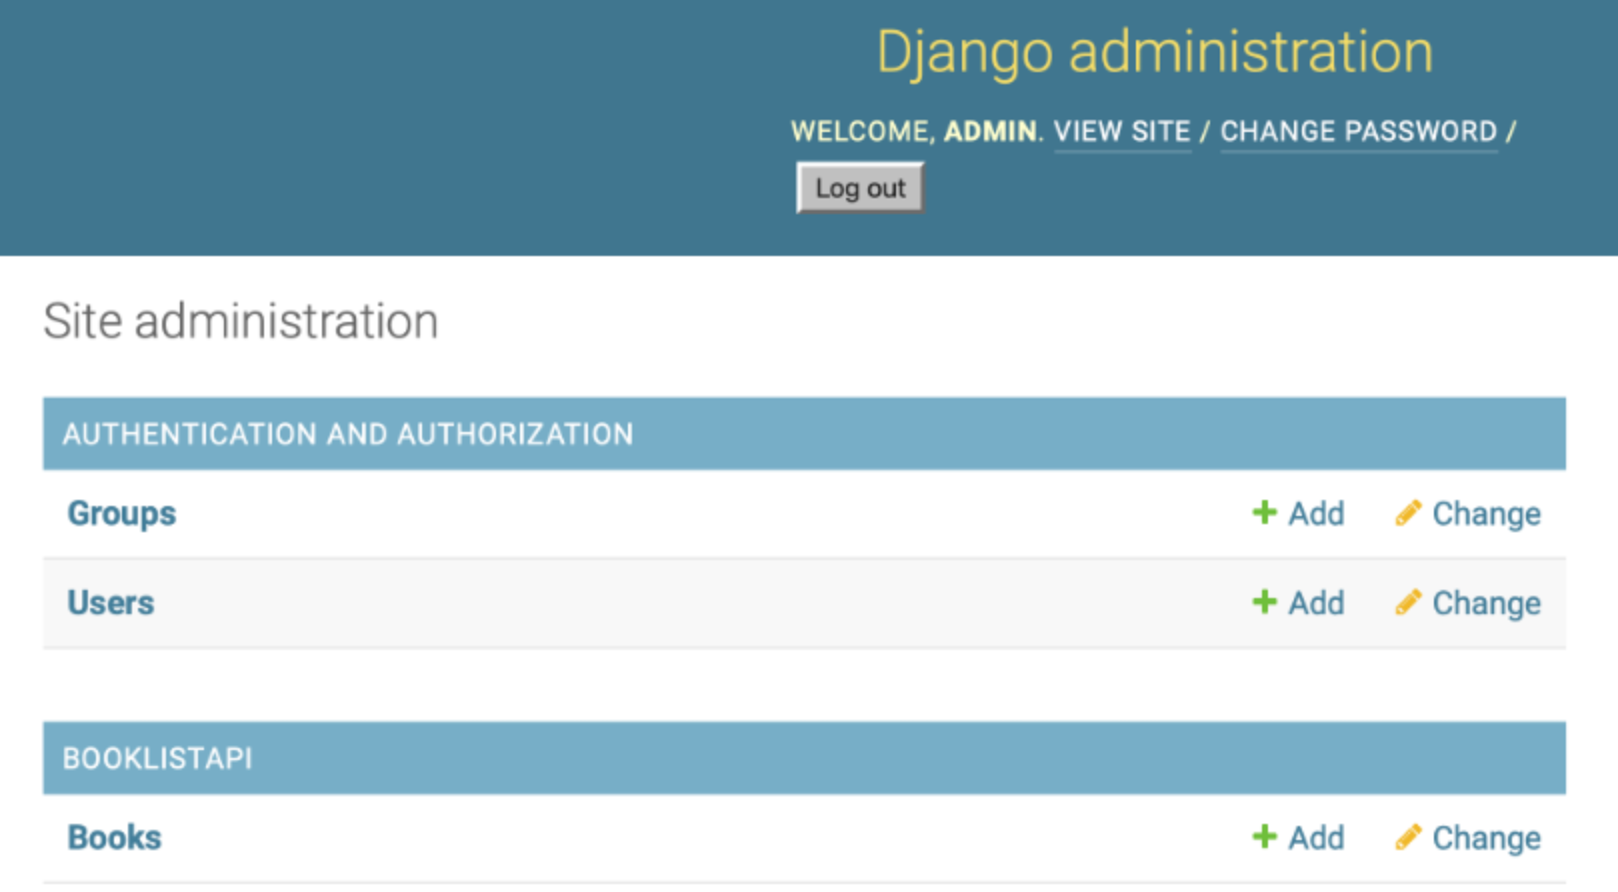 Django administration
WELCOME, ADMIN. VIEW SITE / CHANGE PASSWORD /
Log out
Site administration
AUTHENTICATION AND AUTHORIZATION
Groups Add Change
Users Add Change
BOOKLISTAPI
Books Add Change